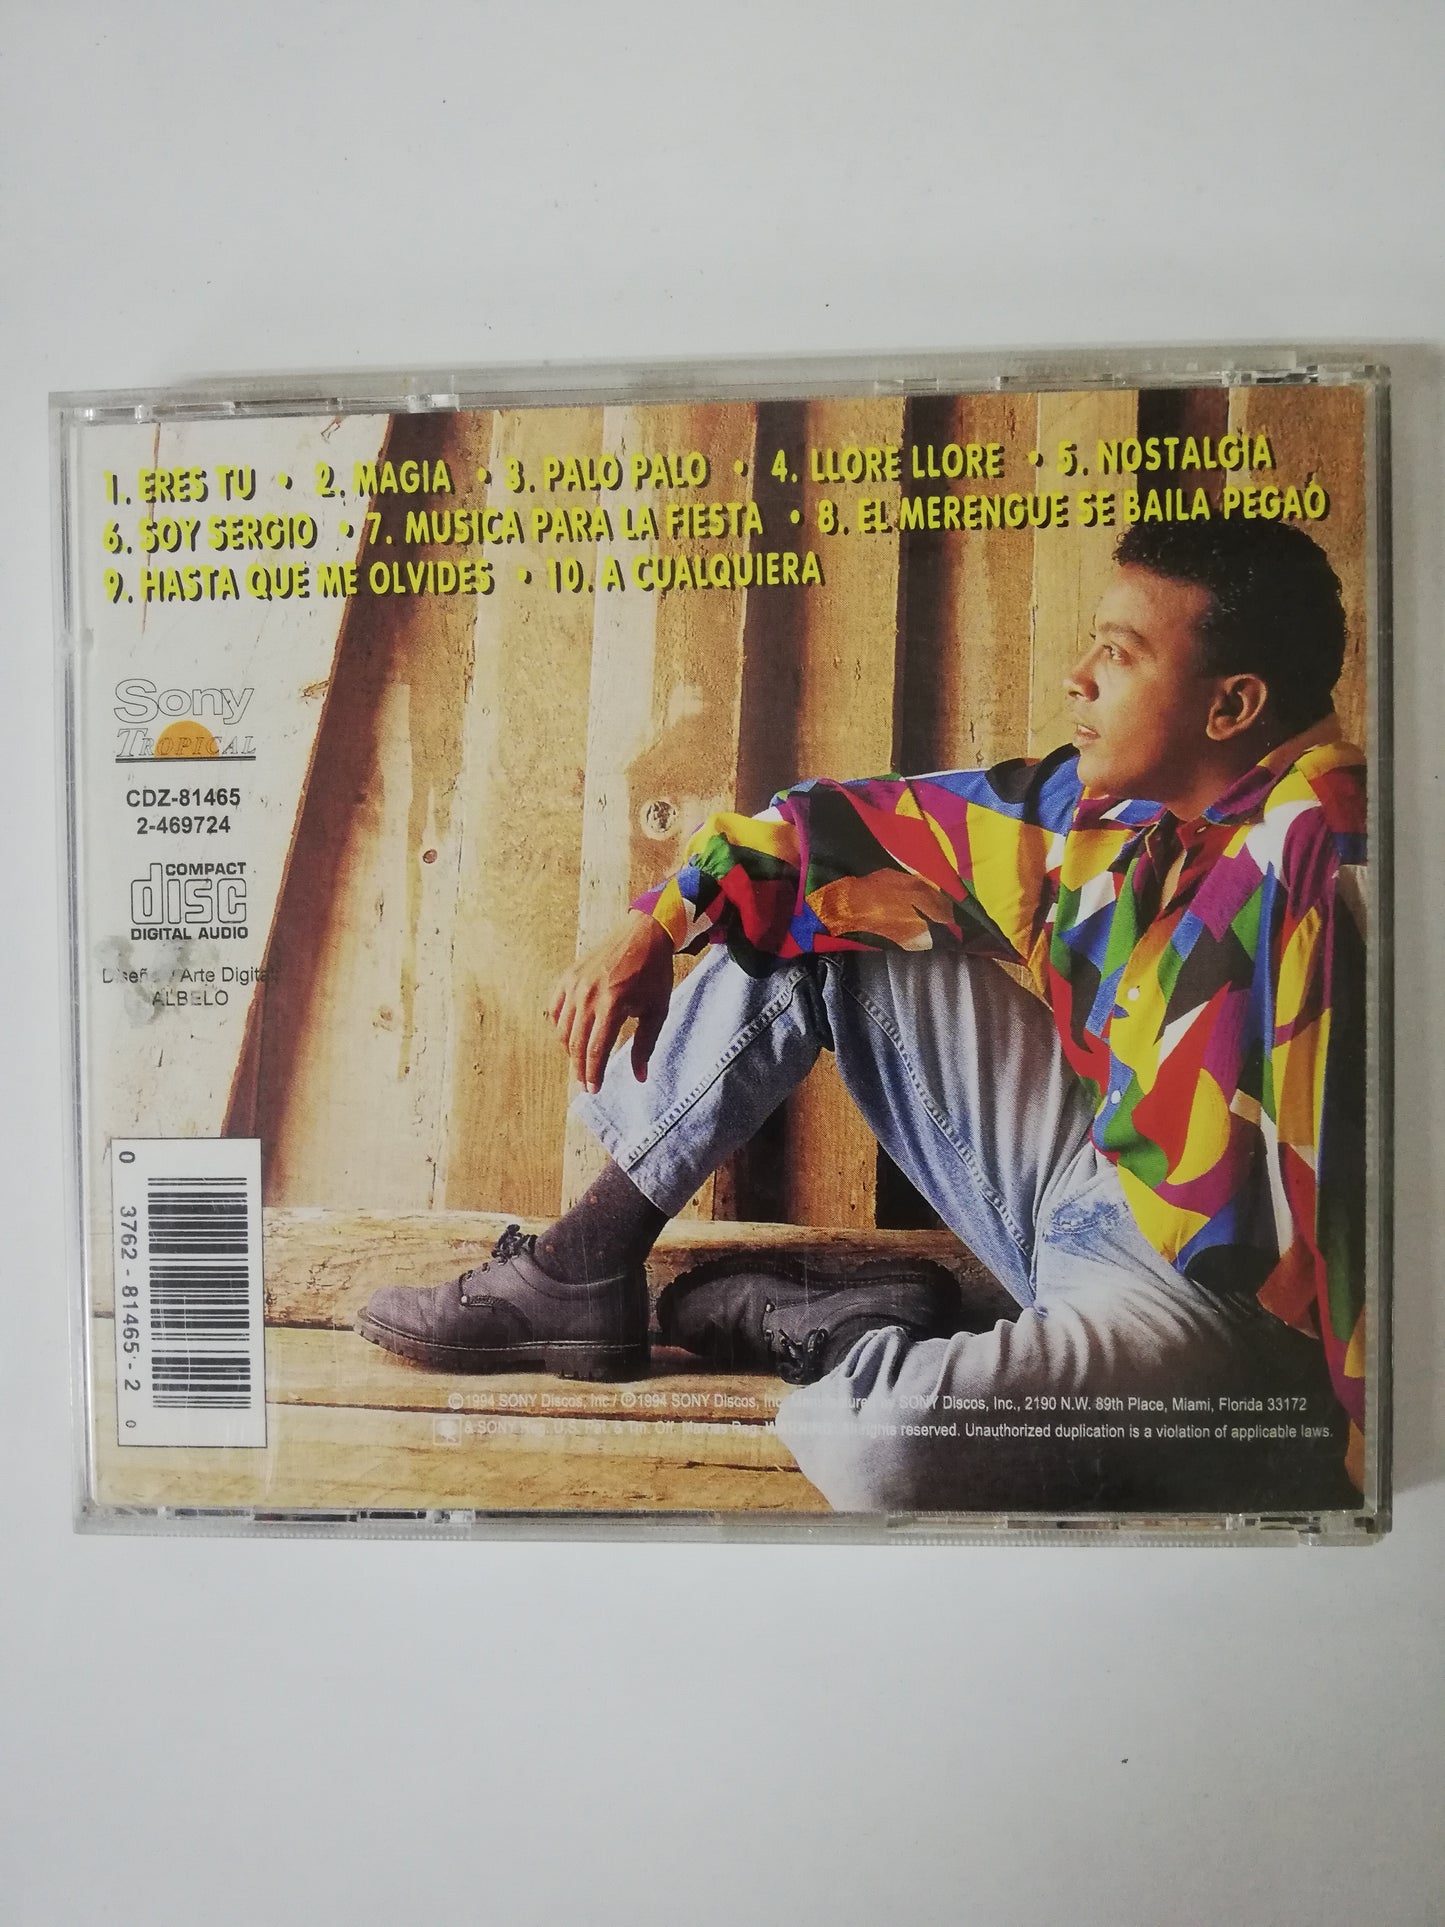 1. ERES TU • 2. MAGIA • 3. PALO PALO • 4. LLORE LLORE • 5. NOSTALGIA
6. SOY SERGIO • 7. MUSICA PARA LA FIESTA • 8. EL MERENGUE SE BAILA PEGAÓ
9. HASTA QUE ME OLVIDES • 10. A CUALQUIERA
Sony
TROPICAL
CDZ-81465
2-469724
COMPACT
disc
DIGITAL AUDIO
Arte Digital
ALBELO
0 3762-81465-2 0
©1994 SONY Discos, Inc / ℗1994 SONY Discos, Inc by SONY Discos, Inc., 2190 N.W. 89th Place, Miami, Florida 33172
& SONY Reg. U.S. Pat. & Tm. Off. Marcas Reg. WARNING: All rights reserved. Unauthorized duplication is a violation of applicable laws.